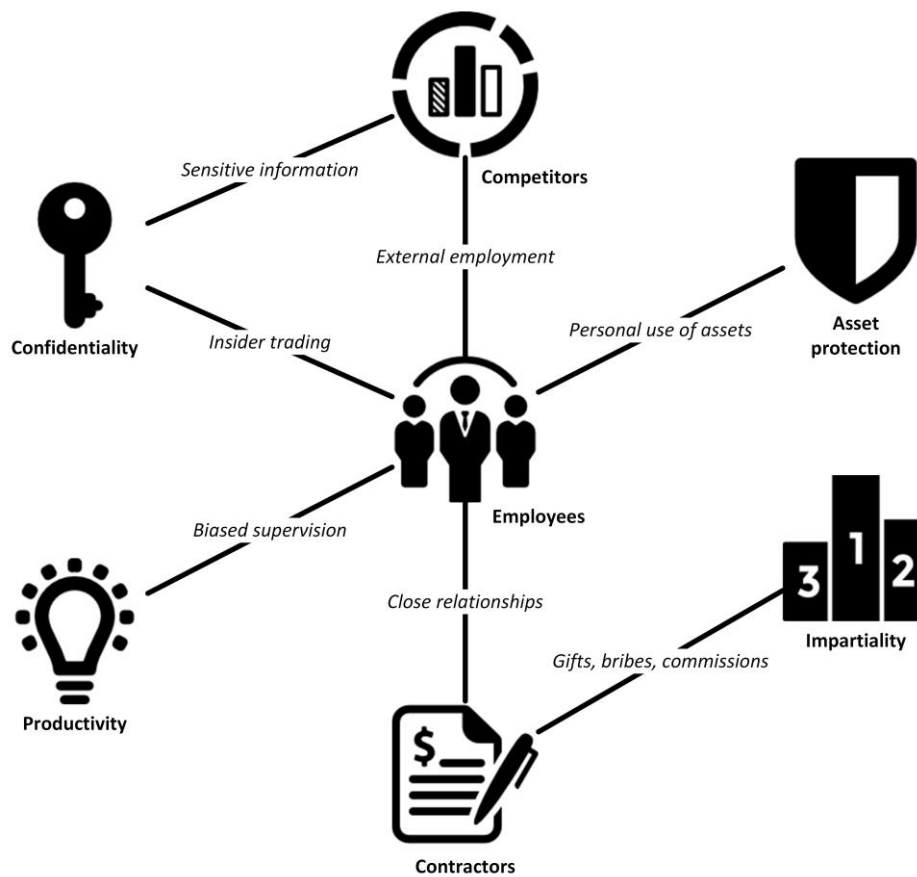 Sensitive information
Competitors
External employment
Confidentiality
Insider trading
Personal use of assets
Asset
protection
Employees
Biased supervision
3 1 2
Close relationships
Impartiality
Gifts, bribes, commissions
Productivity
$
Contractors